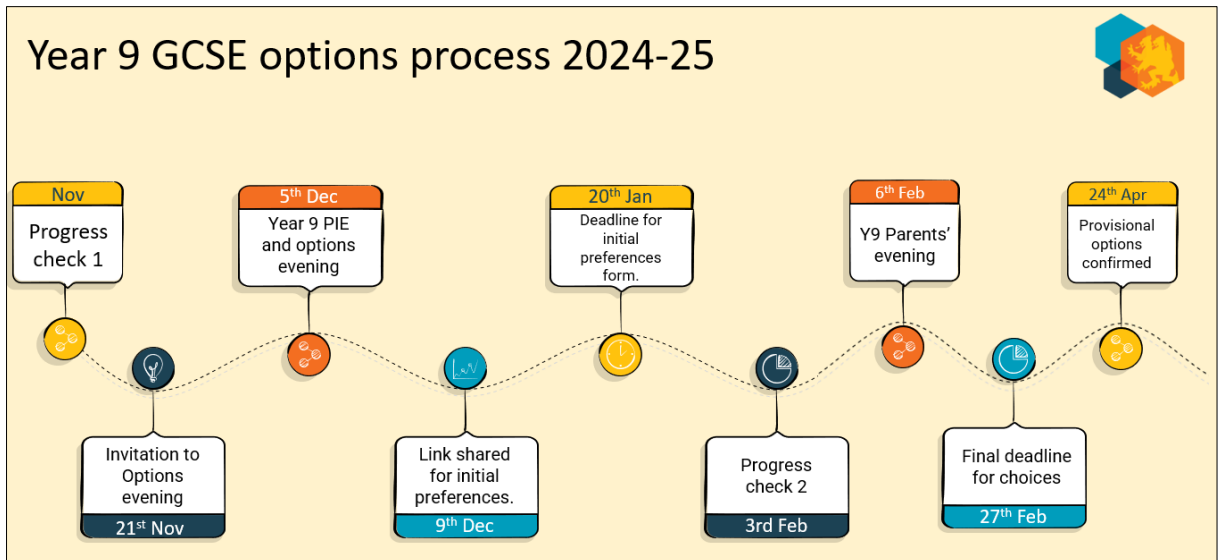 Year 9 GCSE options process 2024-25
Nov
Progress
check 1
Invitation to
Options
evening
21st Nov
5th Dec
Year 9 PIE
and options
evening
Link shared
for initial
preferences.
9th Dec
20th Jan
Deadline for
initial
preferences
form.
Progress
check 2
3rd Feb
6th Feb
Y9 Parents’
evening
Final deadline
for choices
27th Feb
24th Apr
Provisional
options
confirmed